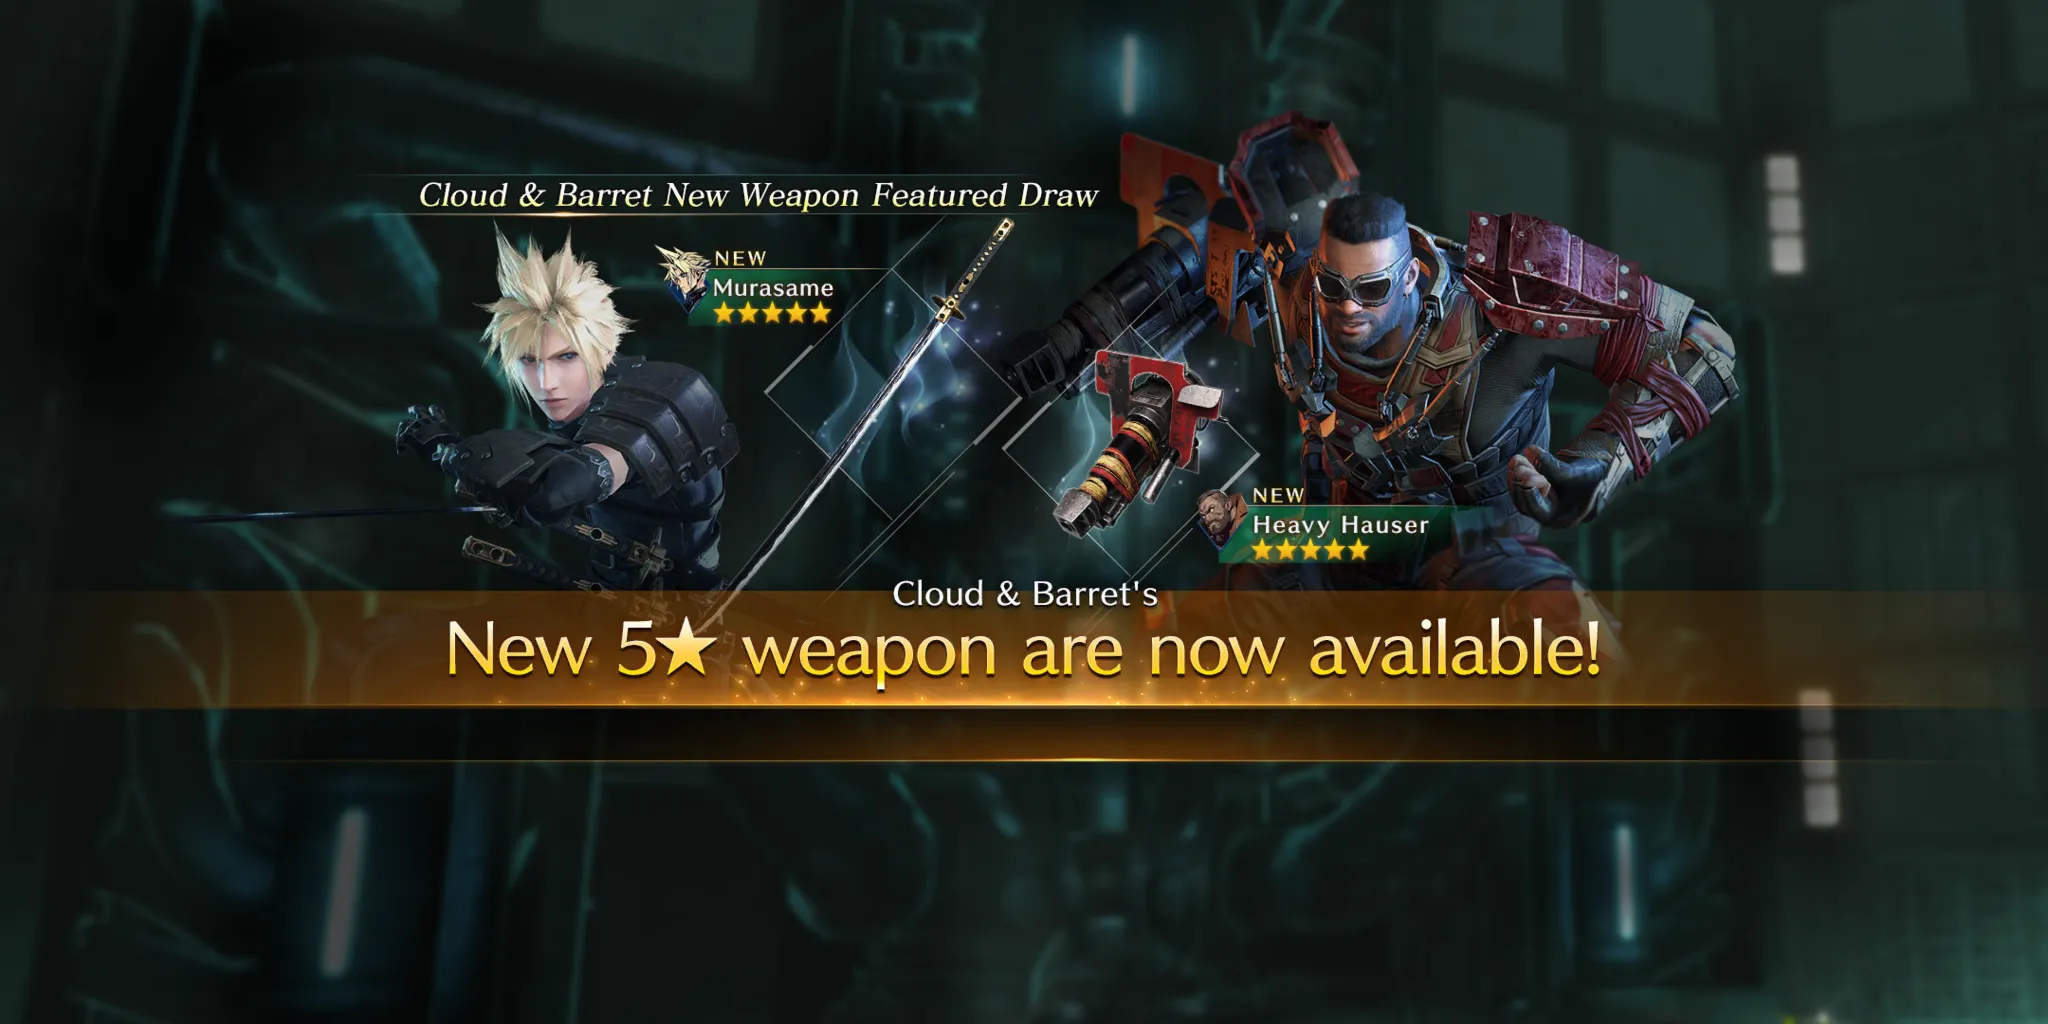 Cloud & Barret New Weapon Featured Draw
NEW
Murasame
★★★★★
NEW
Heavy Hauser
★★★★★
Cloud & Barret's
New 5★ weapon are now available!